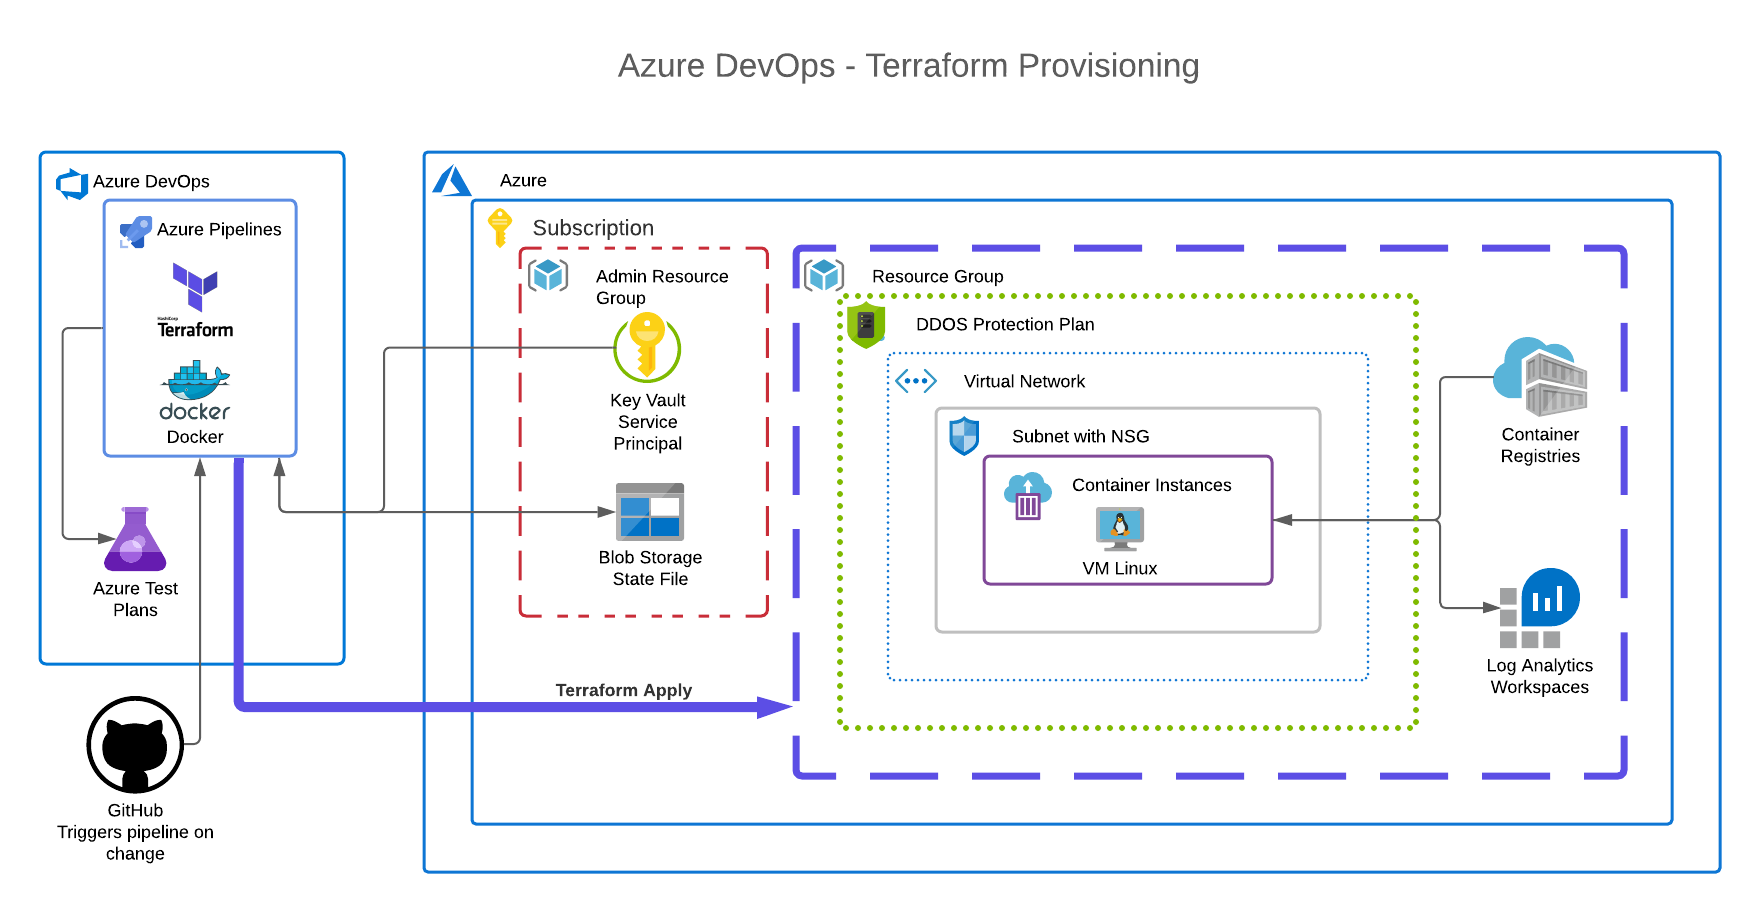 Azure DevOps - Terraform Provisioning
Azure DevOps
Azure Pipelines
HashiCorp
Terraform
docker
Docker
Azure Test
Plans
GitHub
Triggers pipeline on
change
Azure
Subscription
Admin Resource
Group
Key Vault
Service
Principal
Blob Storage
State File
Terraform Apply
Resource Group
DDOS Protection Plan
Virtual Network
Subnet with NSG
Container Instances
VM Linux
Container
Registries
Log Analytics
Workspaces